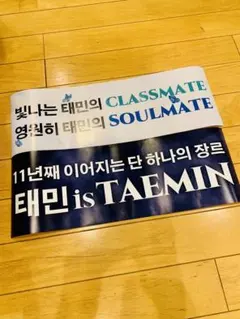 빛나는 태민의 CLASSMATE
영원히 태민의 SOULMATE
11년째 이어지는 단 하나의 장르
태민 is TAEMIN